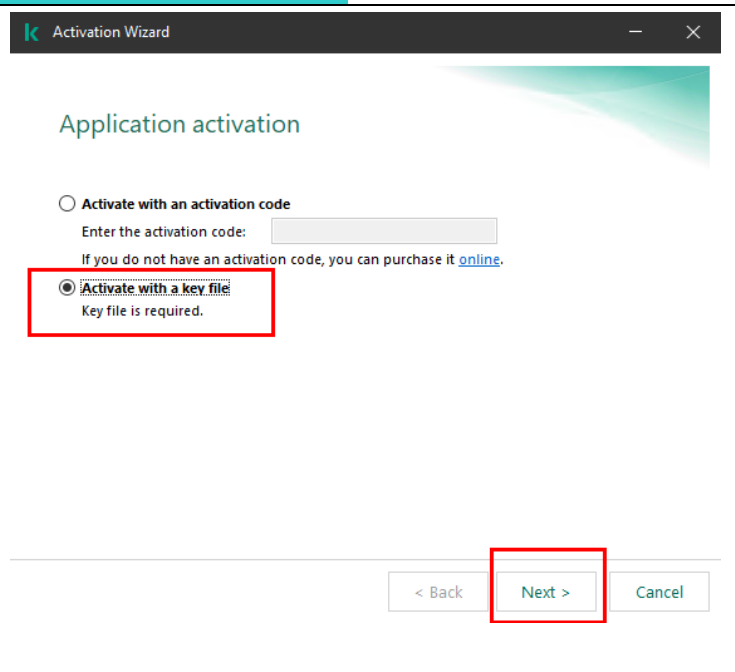 Activation Wizard
Application activation
Activate with an activation code
Enter the activation code:
If you do not have an activation code, you can purchase it online.
Activate with a key file
Key file is required.
< Back Next > Cancel